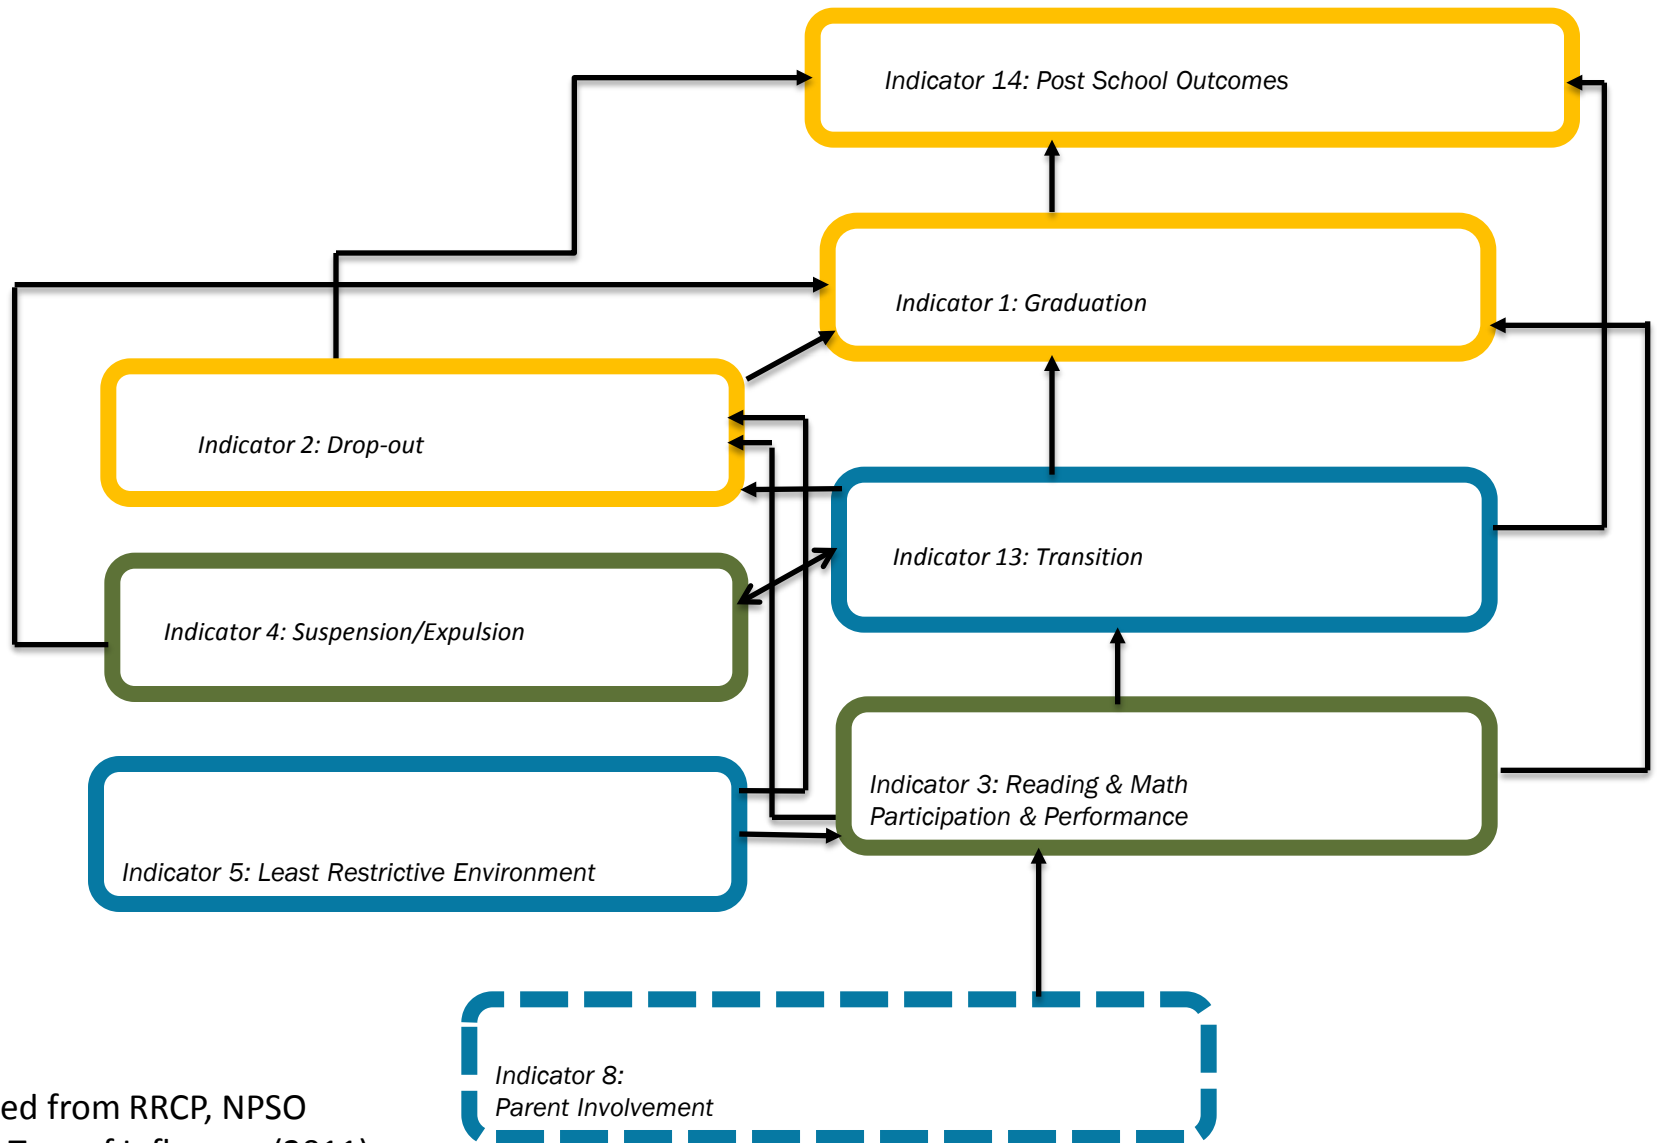 Indicator 14: Post School Outcomes
Indicator 1: Graduation
Indicator 2: Drop-out
Indicator 13: Transition
Indicator 4: Suspension/Expulsion
Indicator 3: Reading & Math
Participation & Performance
Indicator 5: Least Restrictive Environment
Indicator 8:
Parent Involvement
ed from RRCP, NPSO
(2011)